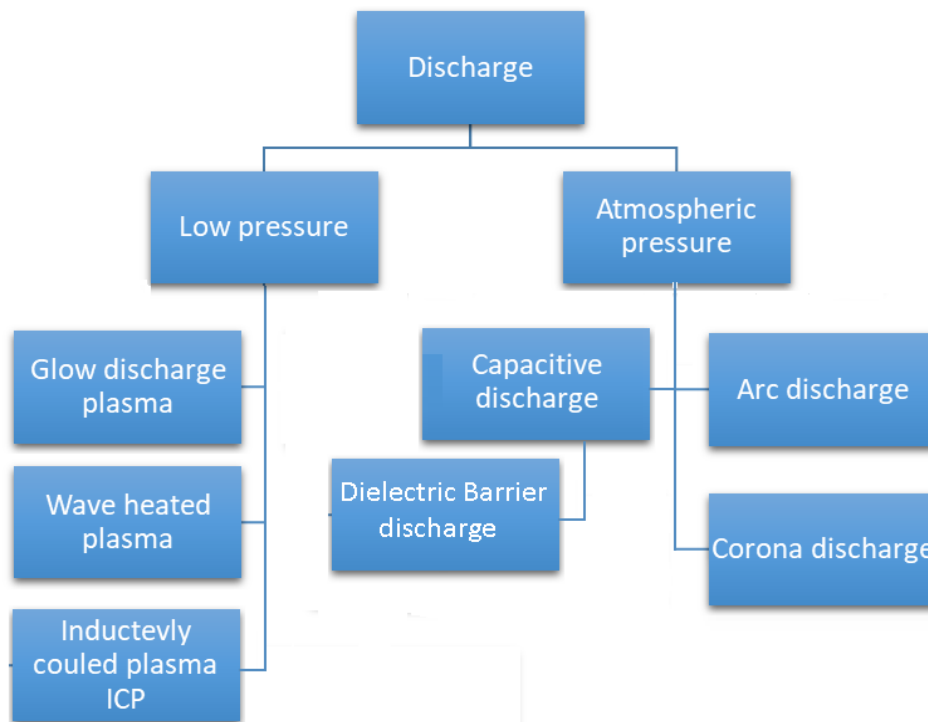 Discharge
Low pressure
Atmospheric
pressure
Glow discharge
plasma
Capacitive
discharge
Arc discharge
Wave heated
plasma
Dielectric Barrier
discharge
Corona discharge
Inductevly
couled plasma
ICP